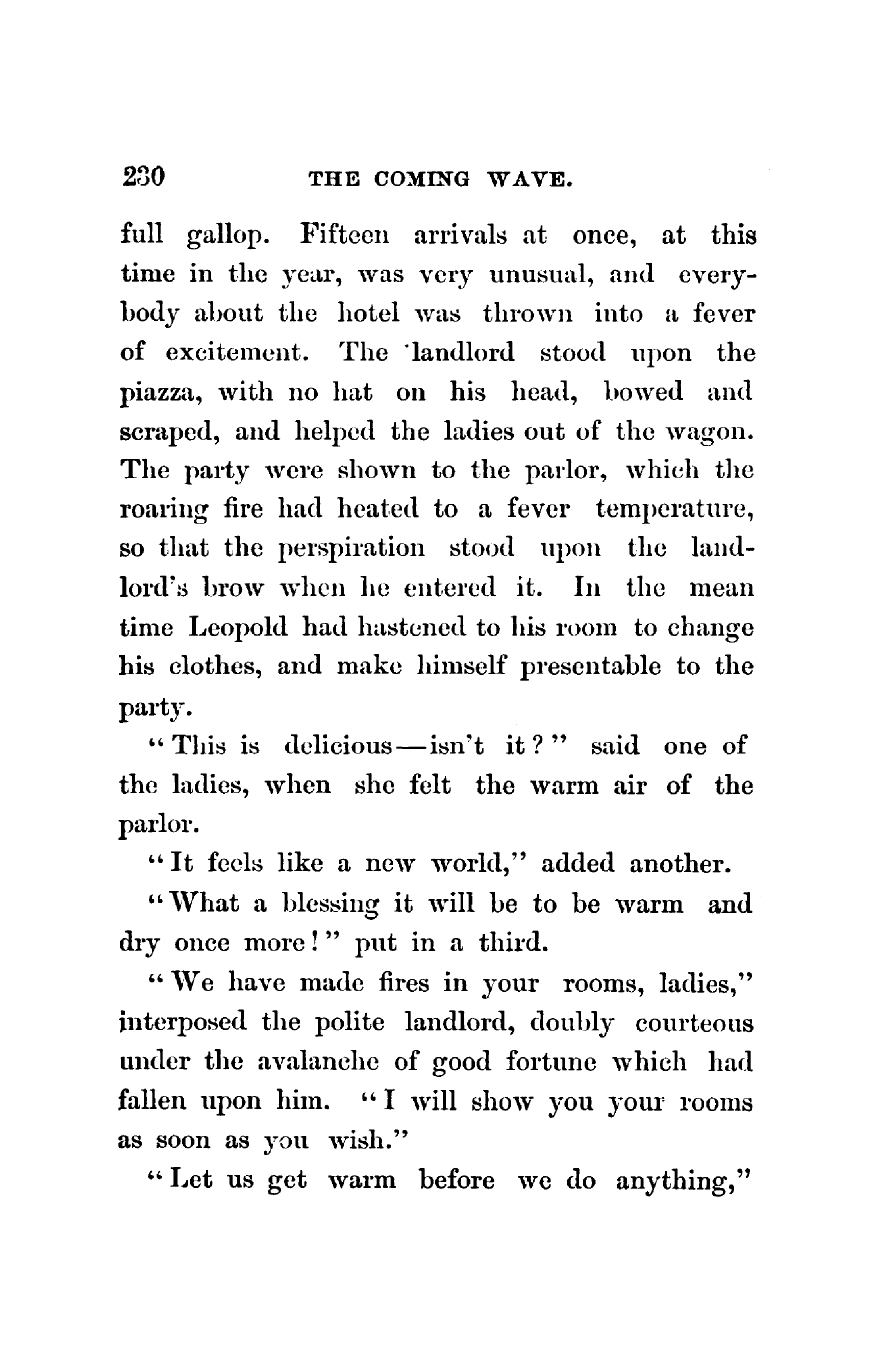 230 THE COMING WAVE.
full gallop. Fifteen arrivals at once, at this
time in the year, was very unusual, and every-
body about the hotel was thrown into a fever
of excitement. The landlord stood upon the
piazza, with no hat on his head, bowed and
scraped, and helped the ladies out of the wagon.
The party were shown to the parlor, which the
roaring fire had heated to a fever temperature,
so that the perspiration stood upon the land-
lord's brow when he entered it. In the mean
time Leopold had hastened to his room to change
his clothes, and make himself presentable to the
party.
"This is delicious—isn't it?" said one of
the ladies, when she felt the warm air of the
parlor.
"It feels like a new world," added another.
"What a blessing it will be to be warm and
dry once more!" put in a third.
"We have made fires in your rooms, ladies,"
interposed the polite landlord, doubly courteous
under the avalanche of good fortune which had
fallen upon him. "I will show you your rooms
as soon as you wish."
"Let us get warm before we do anything,"